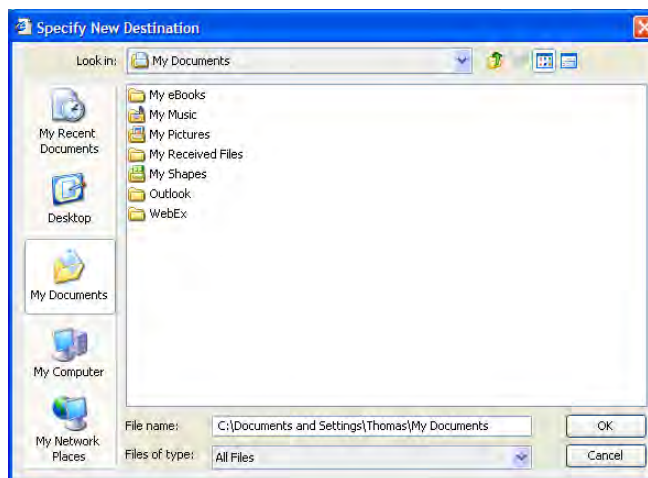 Specify New Destination
Look in:
My Documents
My eBooks
My Music
My Pictures
My Received Files
My Shapes
Outlook
WebEx
My Recent
Documents
Desktop
My Documents
My Computer
My Network
Places
File name:
C:\Documents and Settings\Thomas\My Documents
OK
Files of type:
All Files
Cancel